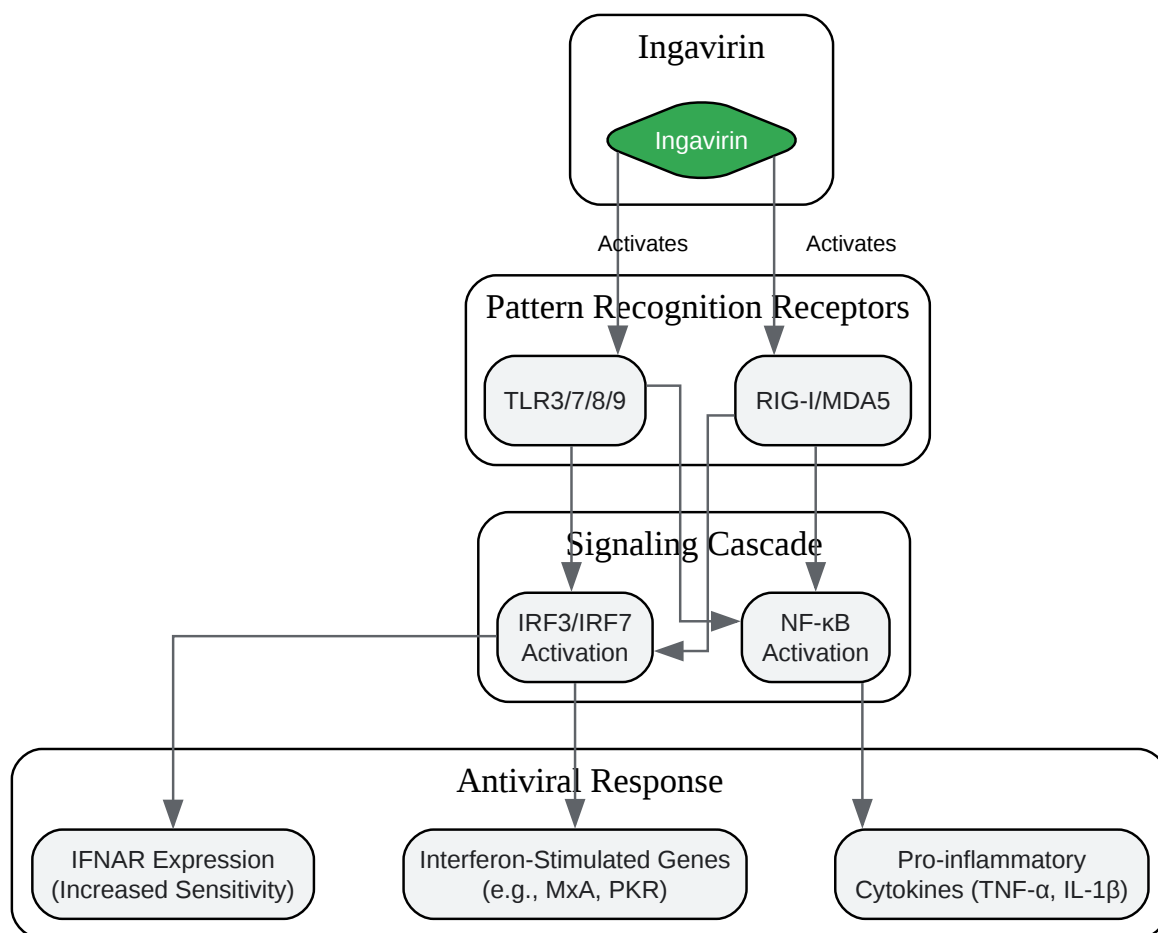 Ingavirin
Ingavirin
Activates
Activates
Pattern Recognition Receptors
TLR3/7/8/9
RIG-I/MDA5
Signaling Cascade
IRF3/IRF7
Activation
NF-κB
Activation
Antiviral Response
IFNAR Expression
(Increased Sensitivity)
Interferon-Stimulated Genes
(e.g., MxA, PKR)
Pro-inflammatory
Cytokines (TNF-α, IL-1β)